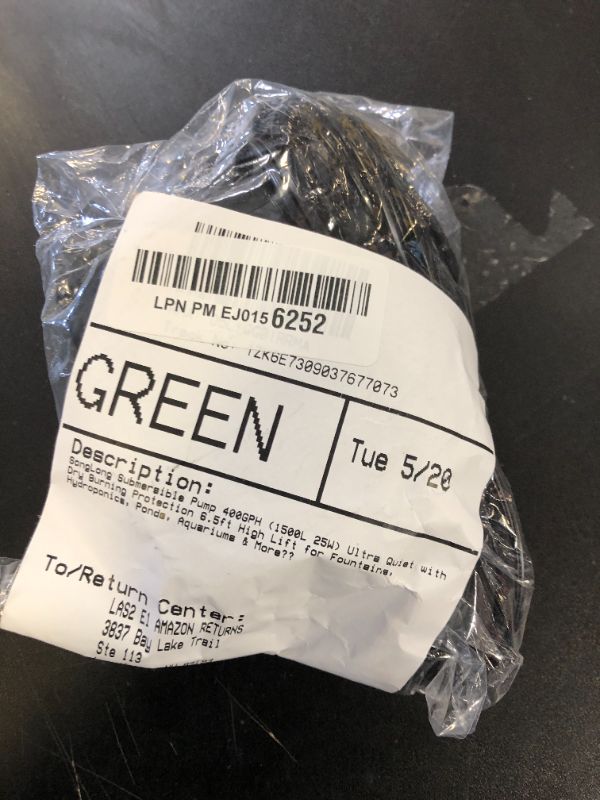 LPN PM EJ0156252
1ZK6E7309037677073
GREEN
Tue 5/20
Description:
SongLong Submersible Pump 400GPH (1500L 25W) Ultra Quiet with
Dry Burning Protection 6.5ft High Lift for Fountains,
Hydroponics, Ponds, Aquariums & More??
To/Return Center:
LAS2 E1 AMAZON RETURNS
3837 Bay Lake Trail
Ste 113